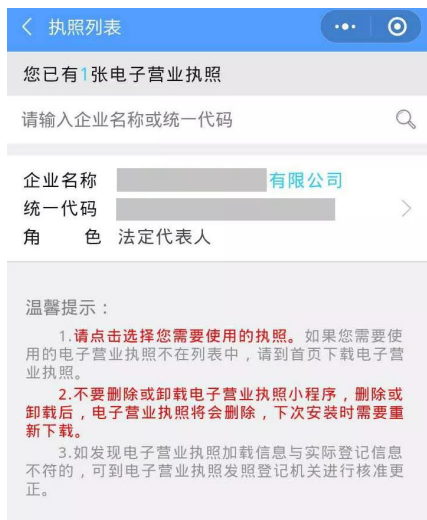 执照列表
您已有1张电子营业执照
请输入企业名称或统一代码
企业名称 有限公司
统一代码
角 色 法定代表人
温馨提示：
1.请点击选择您需要使用的执照。如果您需要使
用的电子营业执照不在列表中，请到首页下载电子营
业执照。
2.不要删除或卸载电子营业执照小程序，删除或
卸载后，电子营业执照将会删除，下次安装时需要重
新下载。
3.如发现电子营业执照加载信息与实际登记信息
不符的，可到电子营业执照发照登记机关进行核准更
正。